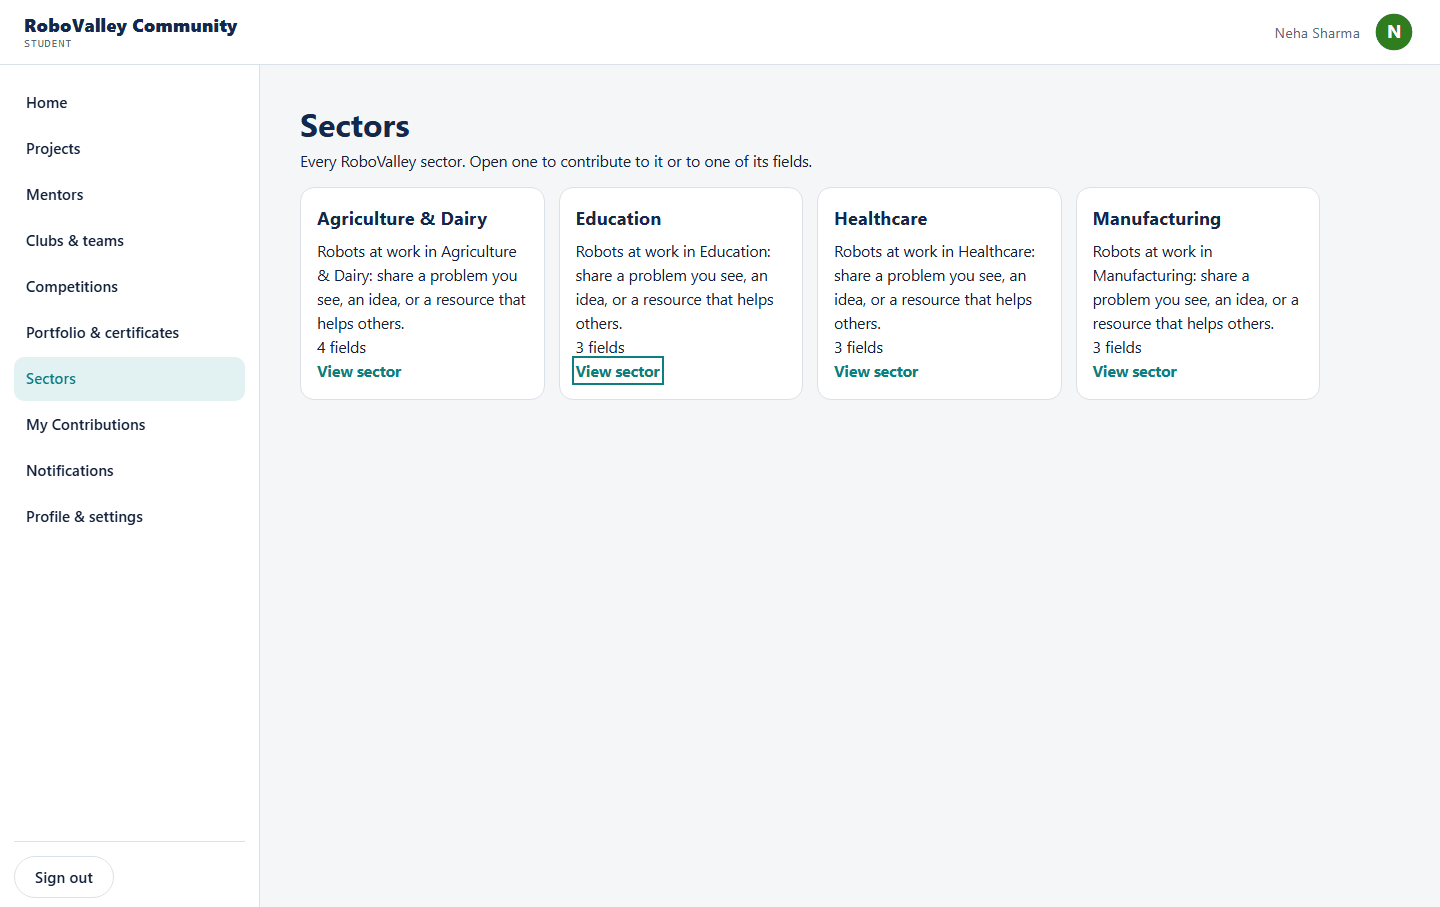 RoboValley Community
STUDENT
Neha Sharma
N
Home
Projects
Mentors
Clubs & teams
Competitions
Portfolio & certificates
Sectors
My Contributions
Notifications
Profile & settings
Sign out
Sectors
Every RoboValley sector. Open one to contribute to it or to one of its fields.
Agriculture & Dairy
Robots at work in Agriculture
& Dairy: share a problem you
see, an idea, or a resource that
helps others.
4 fields
View sector
Education
Robots at work in Education:
share a problem you see, an
idea, or a resource that helps
others.
3 fields
View sector
Healthcare
Robots at work in Healthcare:
share a problem you see, an
idea, or a resource that helps
others.
3 fields
View sector
Manufacturing
Robots at work in
Manufacturing: share a
problem you see, an idea, or a
resource that helps others.
3 fields
View sector